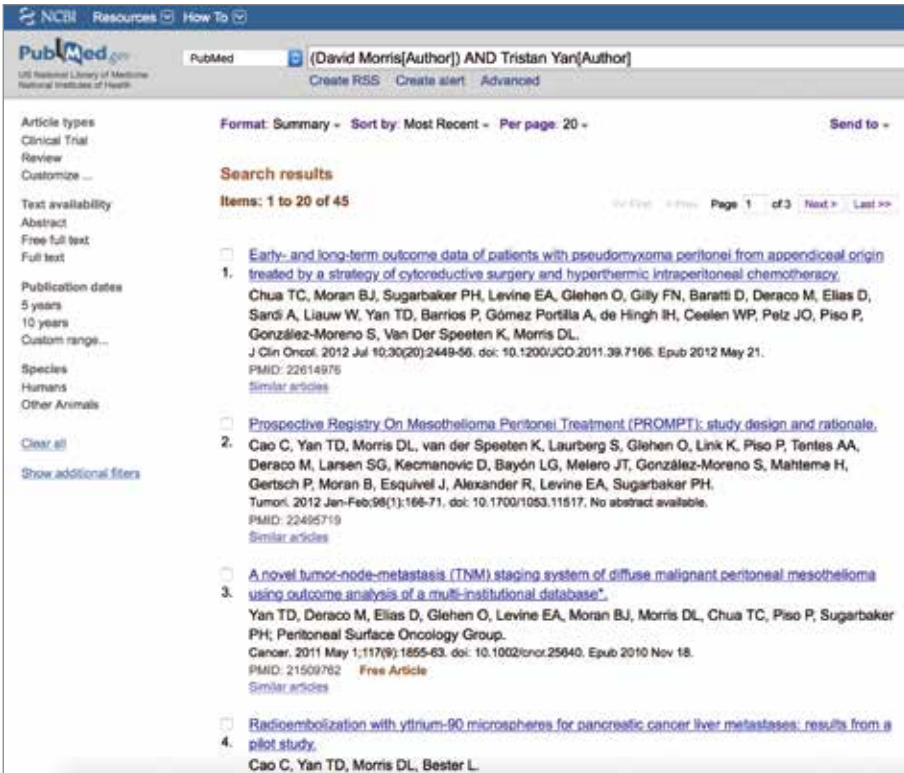 NCBI Resources How To
PubMed.gov
US National Library of Medicine
National Institutes of Health
PubMed
(David Morris[Author]) AND Tristan Yan[Author]
Create RSS Create alert Advanced
Article types
Clinical Trial
Review
Customize ...
Text availability
Abstract
Free full text
Full text
Publication dates
5 years
10 years
Custom range...
Species
Humans
Other Animals
Clear all
Show additional filters
Format: Summary Sort by: Most Recent Per page: 20 Send to
Search results
Items: 1 to 20 of 45
<< First < Prev Page 1 of 3 Next > Last >>
Early- and long-term outcome data of patients with pseudomyxoma peritonei from appendiceal origin
1. treated by a strategy of cytoreductive surgery and hyperthermic intraperitoneal chemotherapy.
Chua TC, Moran BJ, Sugarbaker PH, Levine EA, Glehen O, Gilly FN, Baratti D, Deraco M, Elias D,
Sardi A, Liauw W, Yan TD, Barrios P, Gómez Portilla A, de Hingh IH, Ceelen WP, Pelz JO, Piso P,
González-Moreno S, Van Der Speeten K, Morris DL.
J Clin Oncol. 2012 Jul 10;30(20):2449-56. doi: 10.1200/JCO.2011.39.7166. Epub 2012 May 21.
PMID: 22614976
Similar articles
Prospective Registry On Mesothelioma Peritonei Treatment (PROMPT): study design and rationale.
2. Cao C, Yan TD, Morris DL, van der Speeten K, Laurberg S, Glehen O, Link K, Piso P, Tentes AA,
Deraco M, Larsen SG, Kecmanovic D, Bayón LG, Melero JT, González-Moreno S, Mahteme H,
Gertsch P, Moran B, Esquivel J, Alexander R, Levine EA, Sugarbaker PH.
Tumori. 2012 Jan-Feb;98(1):166-71. doi: 10.1700/1053.11517. No abstract available.
PMID: 22495719
Similar articles
A novel tumor-node-metastasis (TNM) staging system of diffuse malignant peritoneal mesothelioma
3. using outcome analysis of a multi-institutional database*.
Yan TD, Deraco M, Elias D, Glehen O, Levine EA, Moran BJ, Morris DL, Chua TC, Piso P, Sugarbaker
PH; Peritoneal Surface Oncology Group.
Cancer. 2011 May 1;117(9):1855-63. doi: 10.1002/cncr.25640. Epub 2010 Nov 18.
PMID: 21509762 Free Article
Similar articles
Radioembolization with yttrium-90 microspheres for pancreatic cancer liver metastases: results from a
4. pilot study.
Cao C, Yan TD, Morris DL, Bester L.